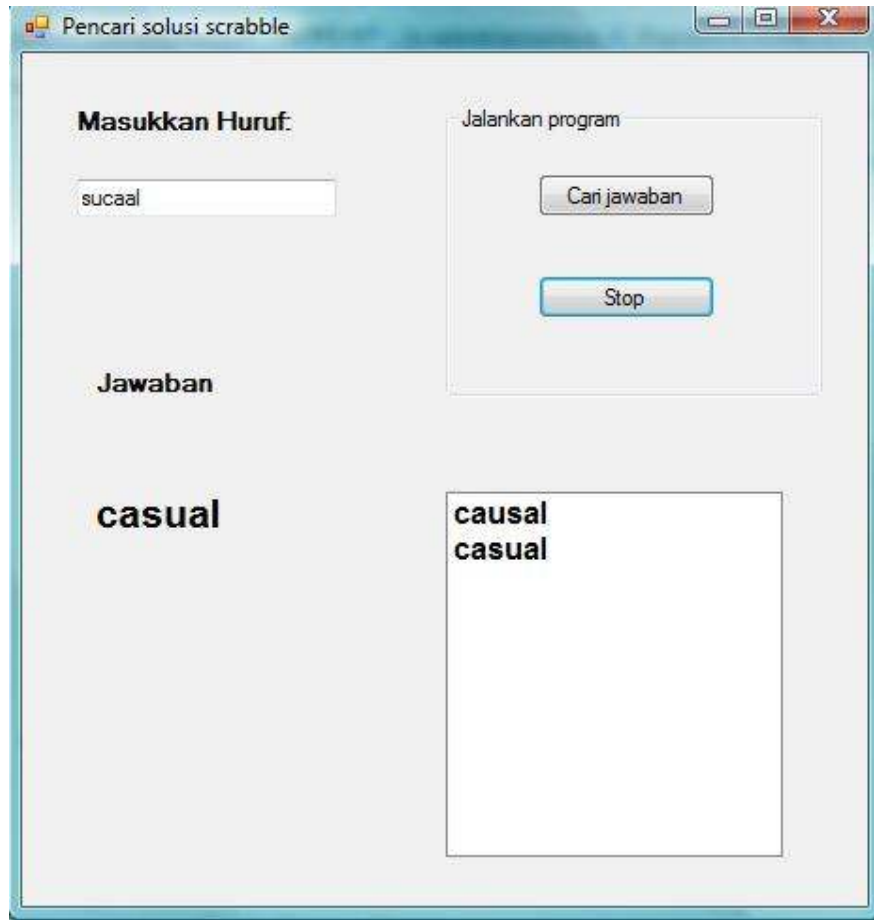 Pencari solusi scrabble
Masukkan Huruf:
Jalankan program
sucaal
Cari jawaban
Stop
Jawaban
casual
causal
casual